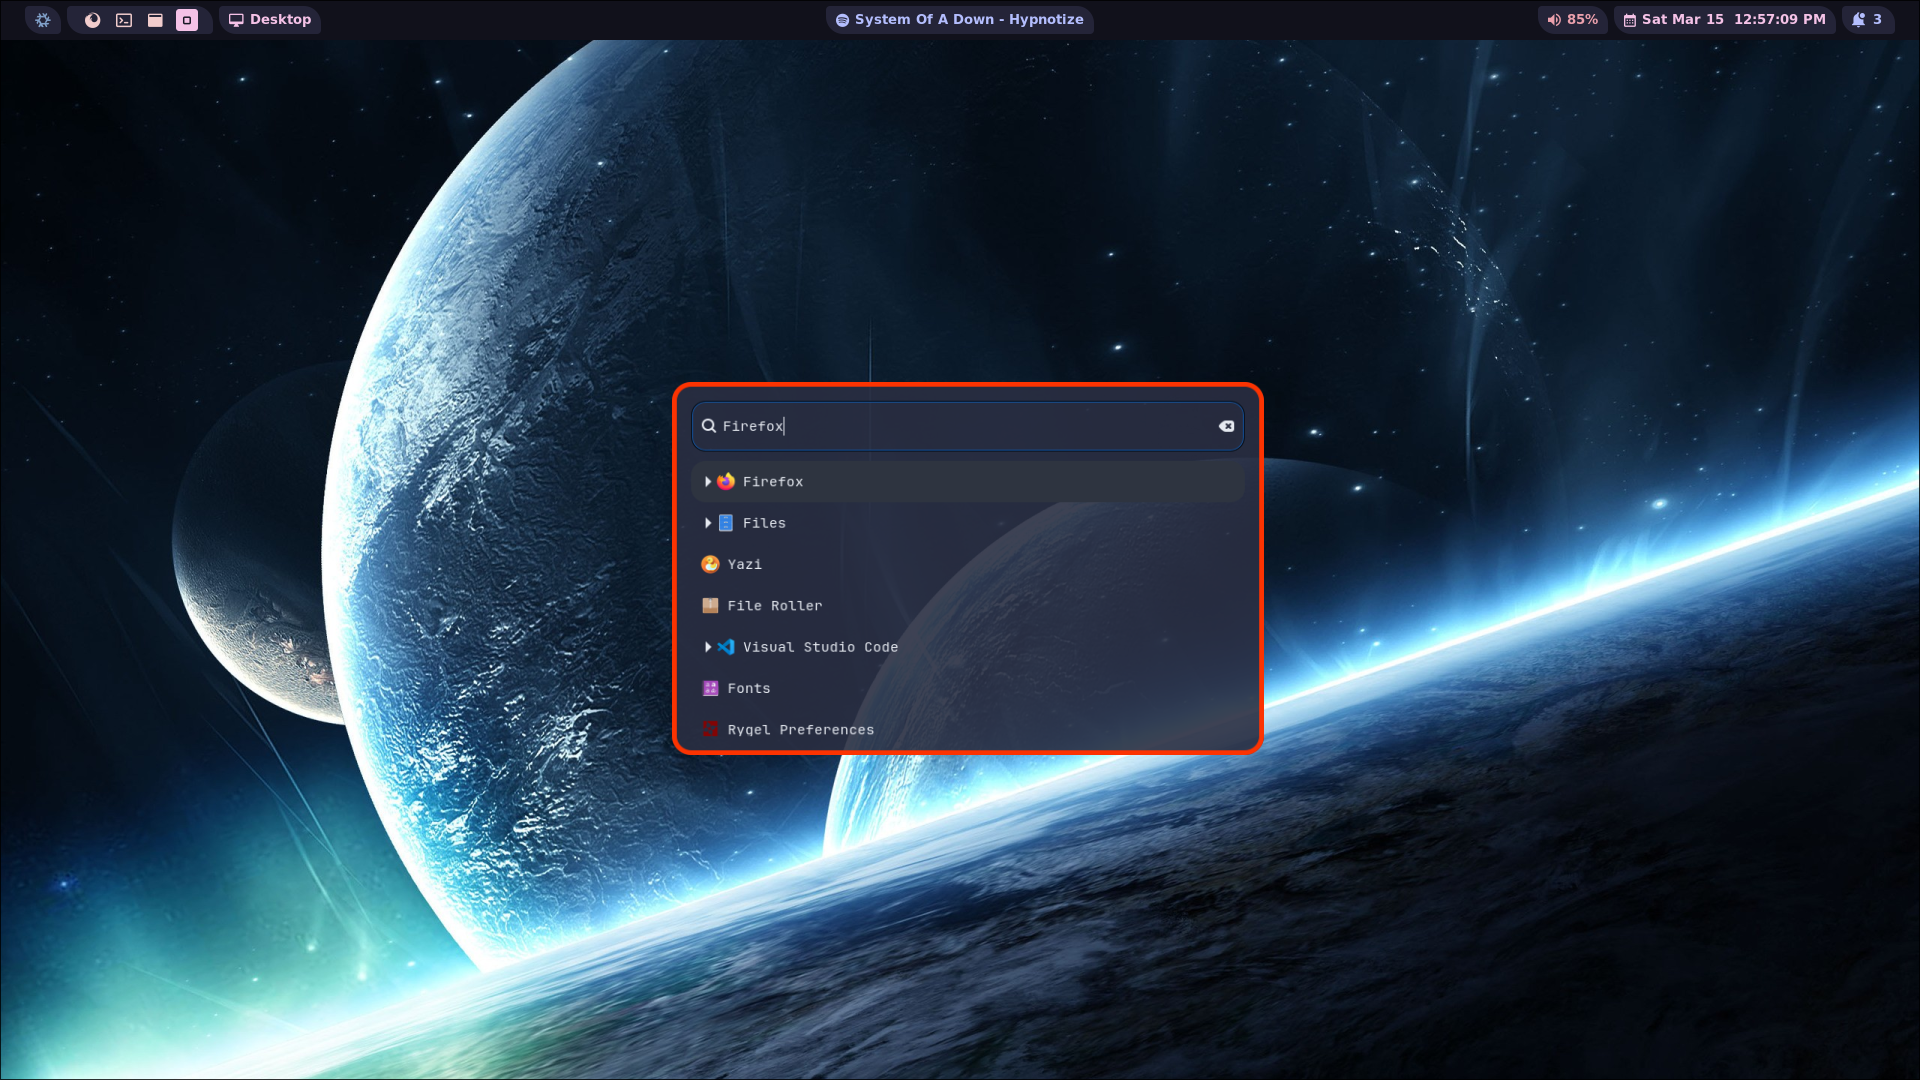 Desktop
System Of A Down - Hypnotize
85%
Sat Mar 15 12:57:09 PM
3
Firefox
Firefox
Files
Yazi
File Roller
Visual Studio Code
Fonts
Rygel Preferences